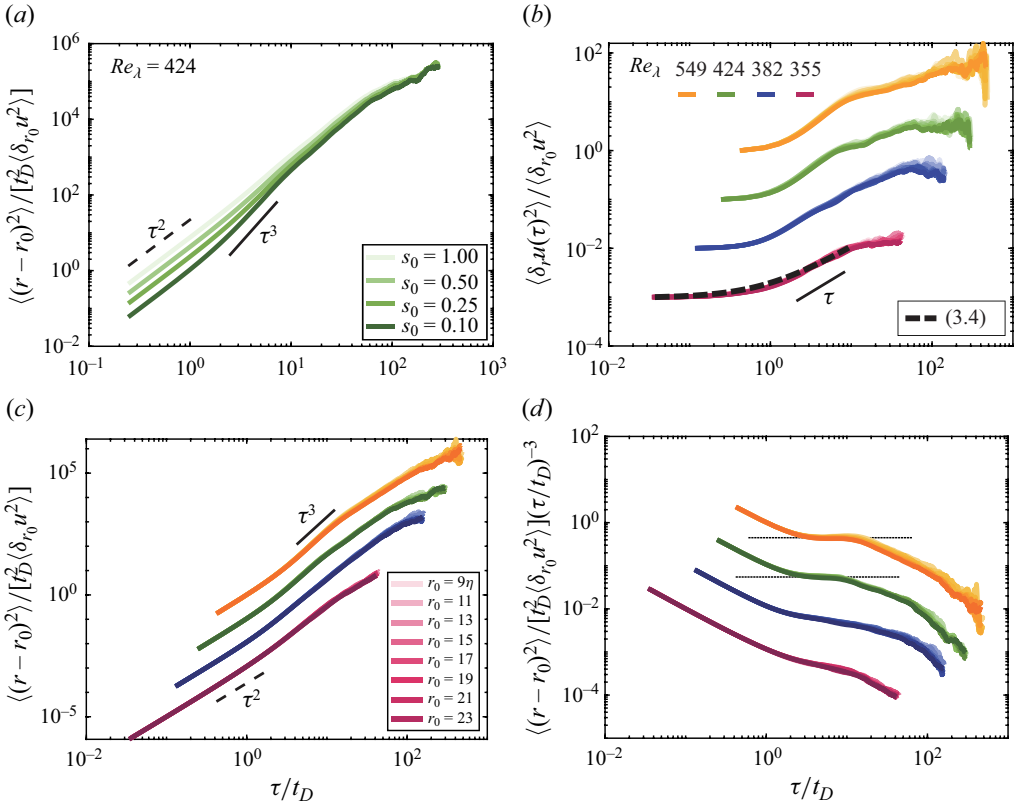 (a)
10^6
10^4
10^2
10^0
10^−2
10^−1 10^0 10^1 10^2 10^3
⟨(r – r_0)^2⟩/[t_D^2⟨δ_{r_0}u^2⟩]
Re_λ = 424
τ^2
τ^3
s_0 = 1.00
s_0 = 0.50
s_0 = 0.25
s_0 = 0.10
(b)
10^2
10^0
10^−2
10^−4
10^−2 10^0 10^2
⟨δ_r u(τ)^2⟩/⟨δ_{r_0}u^2⟩
Re_λ 549 424 382 355
τ
(3.4)
(c)
10^5
10^0
10^−5
10^−2 10^0 10^2
⟨(r – r_0)^2⟩/[t_D^2⟨δ_{r_0}u^2⟩]
τ/t_D
τ^3
τ^2
r_0 = 9η
r_0 = 11
r_0 = 13
r_0 = 15
r_0 = 17
r_0 = 19
r_0 = 21
r_0 = 23
(d)
10^2
10^0
10^−2
10^−4
10^−2 10^0 10^2
⟨(r – r_0)^2⟩/[t_D^2⟨δ_{r_0}u^2⟩](τ/t_D)^−3
τ/t_D